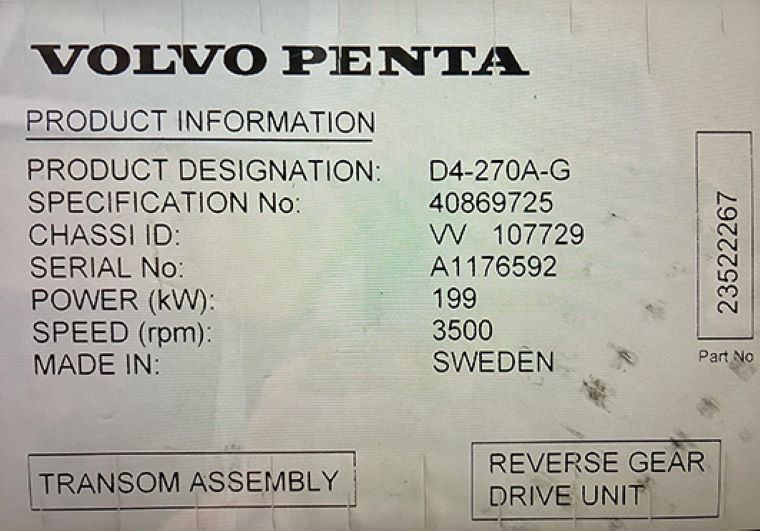 VOLVO PENTA
PRODUCT INFORMATION
PRODUCT DESIGNATION: D4-270A-G
SPECIFICATION No: 40869725
CHASSI ID: VV 107729
SERIAL No: A1176592
POWER (kW): 199
SPEED (rpm): 3500
MADE IN: SWEDEN
23522267
Part No
TRANSOM ASSEMBLY
REVERSE GEAR
DRIVE UNIT